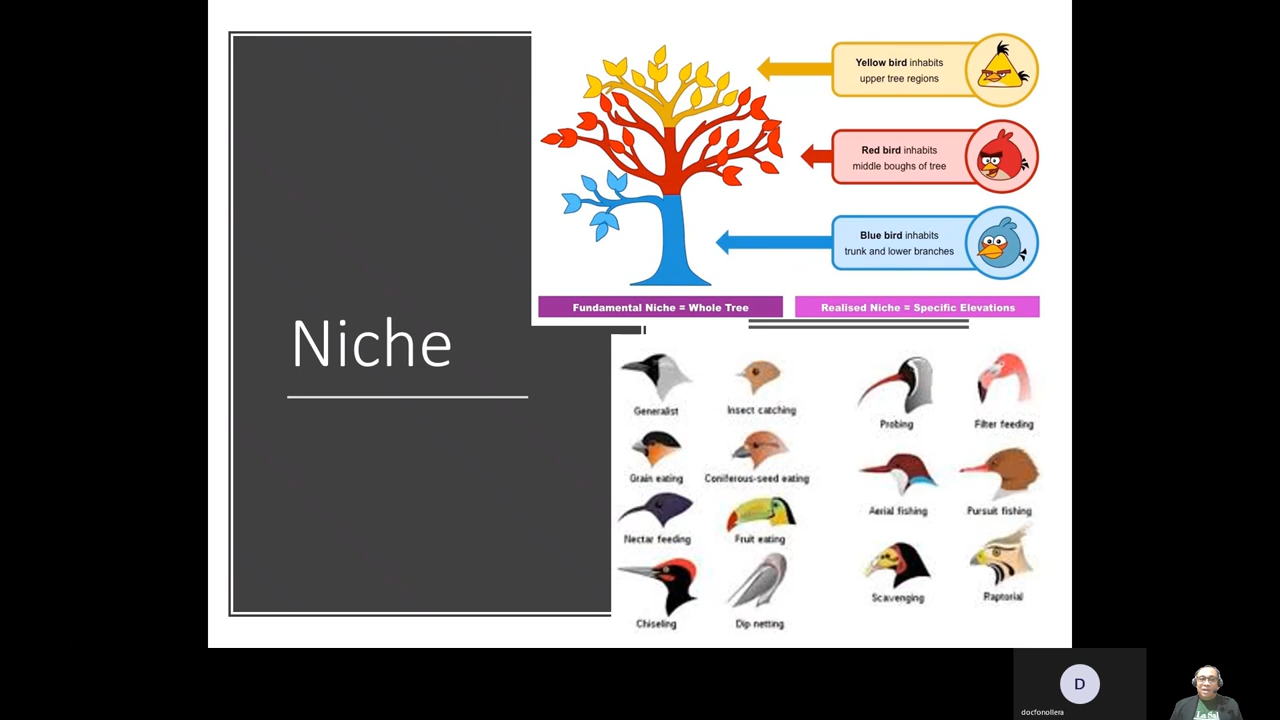 Niche
Yellow bird inhabits
upper tree regions
Red bird inhabits
middle boughs of tree
Blue bird inhabits
trunk and lower branches
Fundamental Niche = Whole Tree
Realised Niche = Specific Elevations
Generalist
Insect catching
Grain eating
Coniferous-seed eating
Nectar feeding
Fruit eating
Chiseling
Dip netting
Probing
Filter feeding
Aerial fishing
Pursuit fishing
Scavenging
Raptorial
D
docfonollera
La Sal